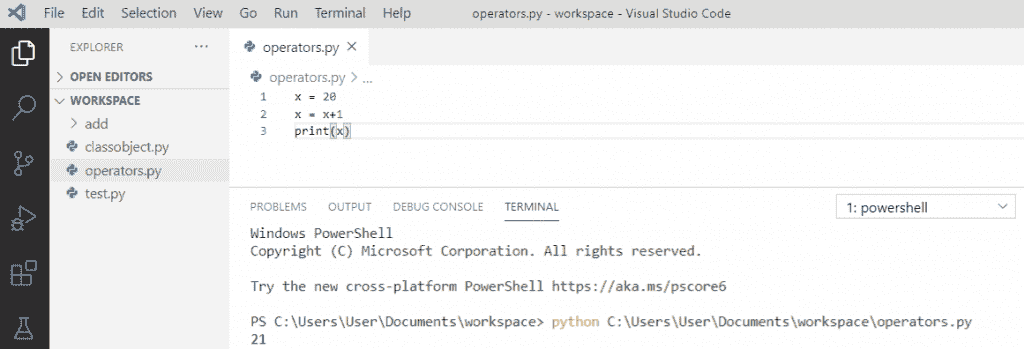 File Edit Selection View Go Run Terminal Help operators.py - workspace - Visual Studio Code
EXPLORER ...
OPEN EDITORS
WORKSPACE
add
classobject.py
operators.py
test.py
operators.py ×
operators.py > ...
1 x = 20
2 x = x+1
3 print(x)
PROBLEMS OUTPUT DEBUG CONSOLE TERMINAL 1: powershell
Windows PowerShell
Copyright (C) Microsoft Corporation. All rights reserved.
Try the new cross-platform PowerShell https://aka.ms/pscore6
PS C:\Users\User\Documents\workspace> python C:\Users\User\Documents\workspace\operators.py
21